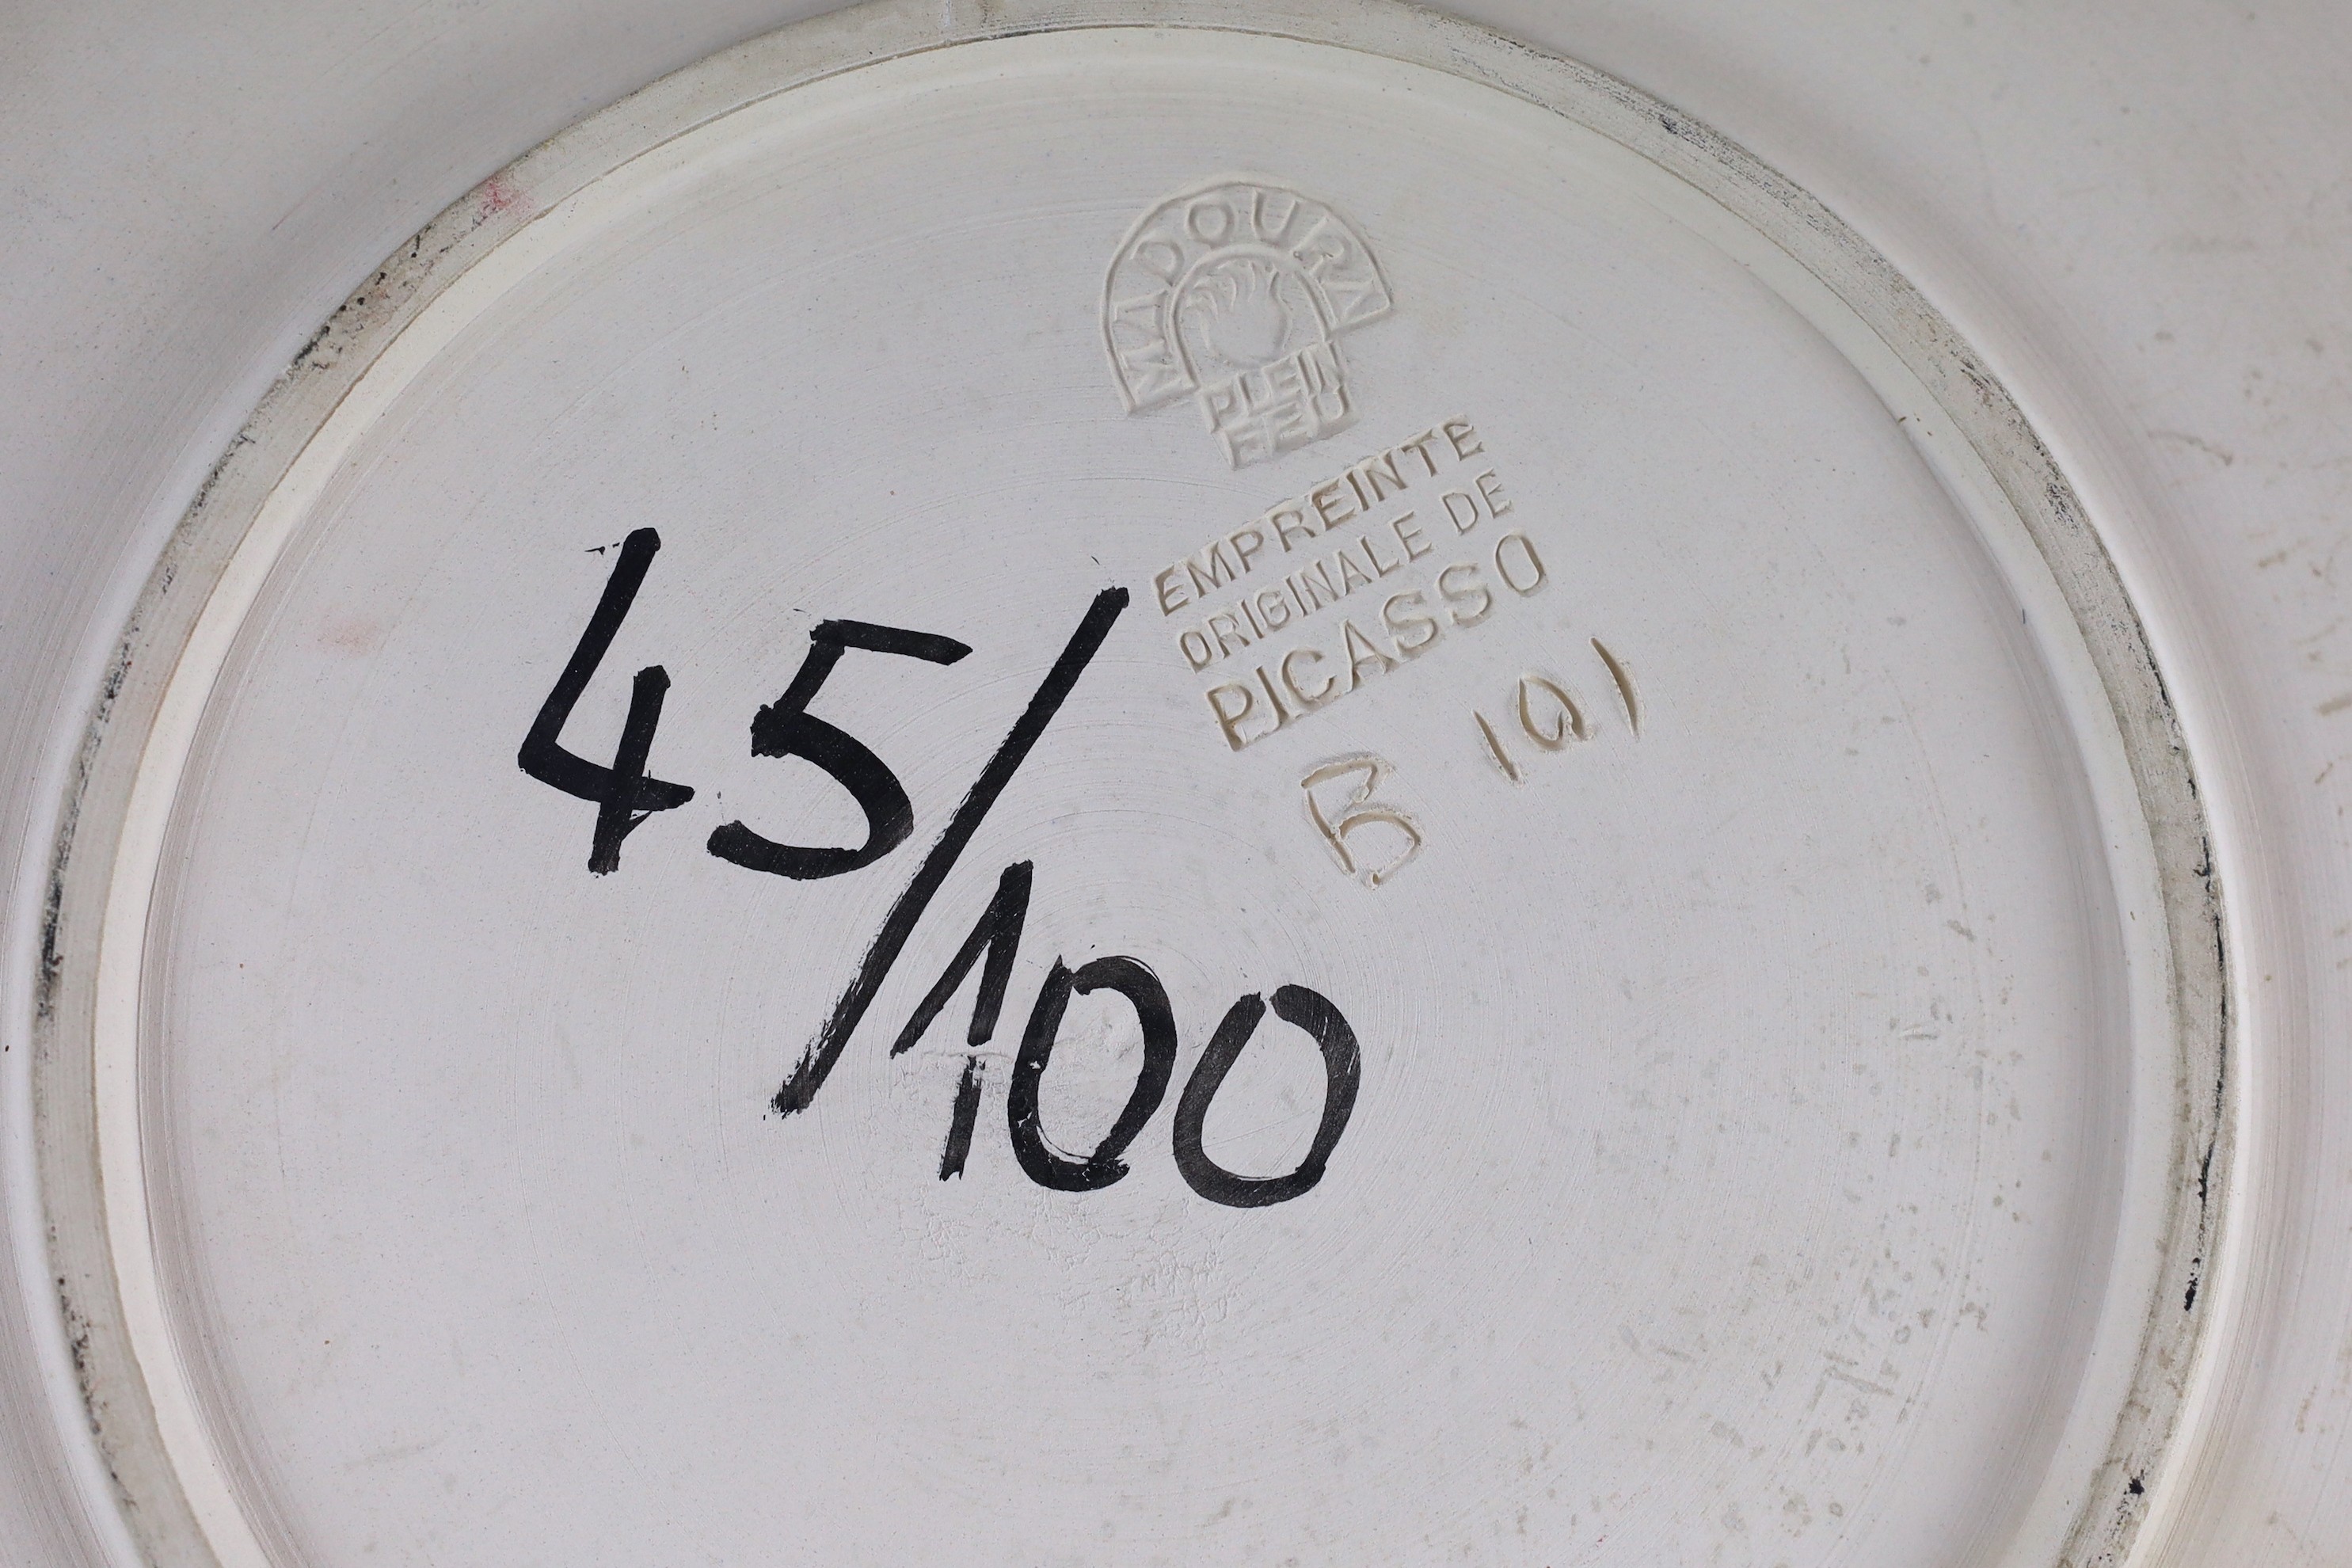 MADOURA
PLEIN
FEU
EMPREINTE
ORIGINALE DE
PICASSO
B 101
45/100